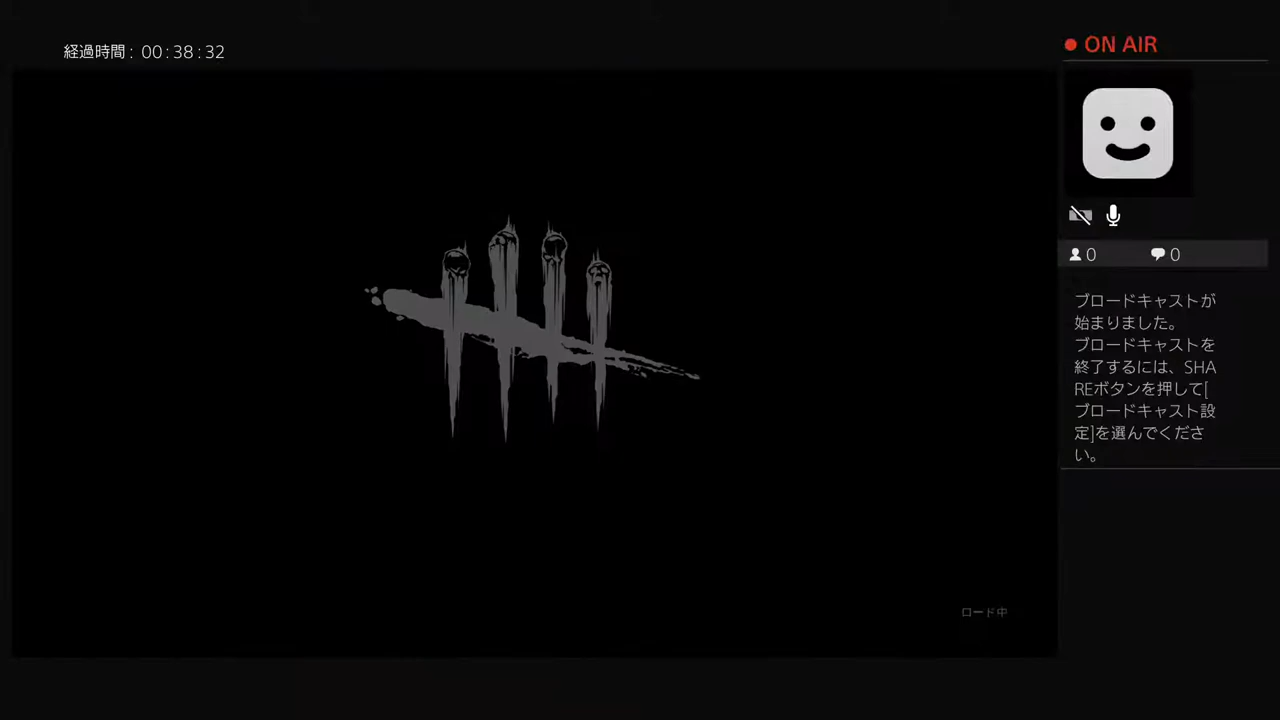 経過時間: 00:38:32
ON AIR
0
0
ブロードキャストが
始まりました。
ブロードキャストを
終了するには、SHA
REボタンを押して[
ブロードキャスト設
定]を選んでくださ
い。
ロード中